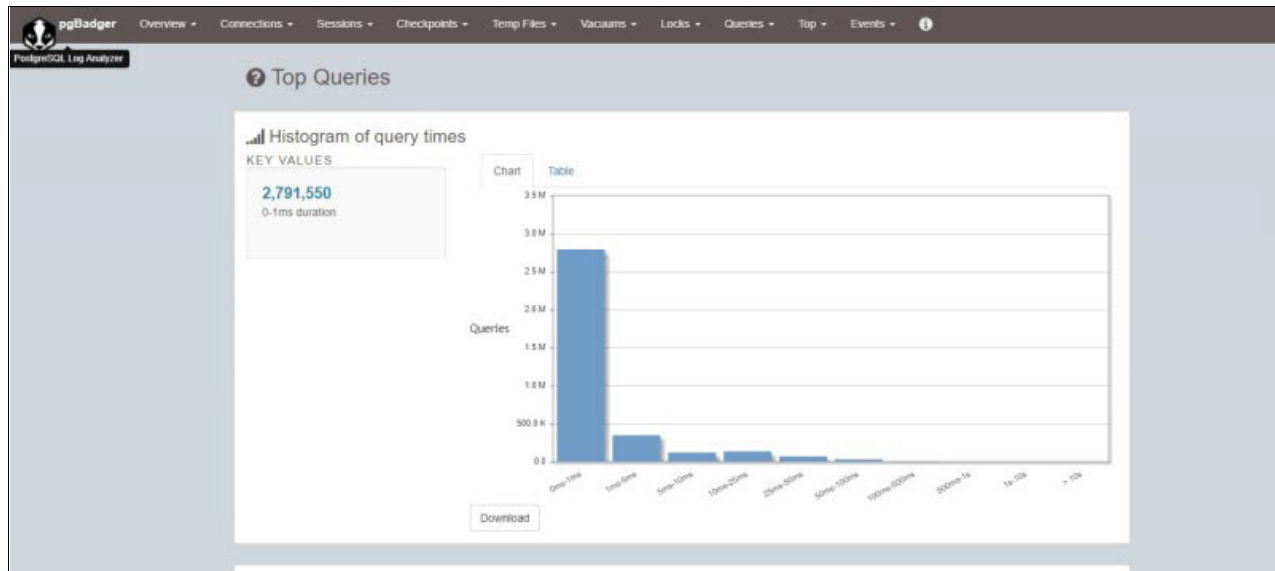 pgBadger Overview Connections Sessions Checkpoints Temp Files Vacuums Locks Queries Top Events
PostgreSQL Log Analyzer
Top Queries
Histogram of query times
KEY VALUES
2,791,550
0-1ms duration
Chart Table
3.5 M
3.0 M
2.5 M
2.0 M
Queries
1.5 M
1.0 M
500.0 K
0.0
0ms-1ms 1ms-5ms 5ms-10ms 10ms-25ms 25ms-50ms 50ms-100ms 100ms-500ms 500ms-1s 1s-10s > 10s
Download